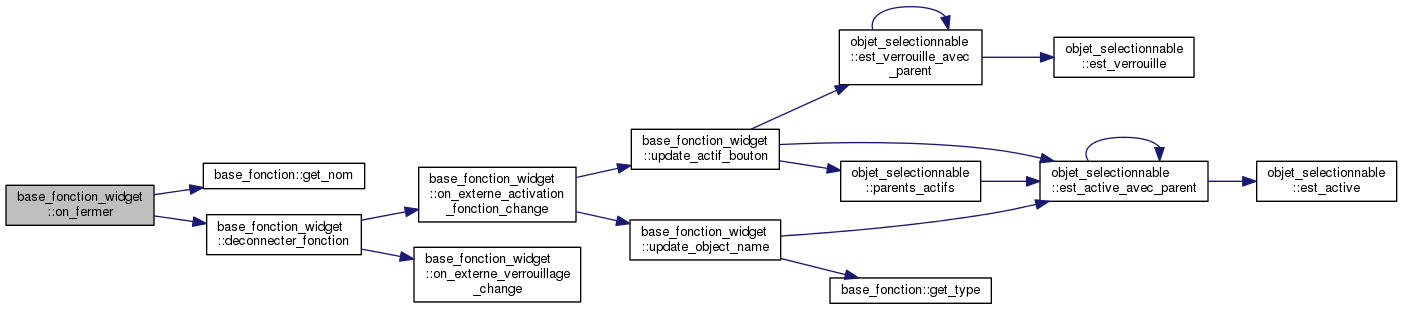 base_fonction_widget
::on_fermer
base_fonction::get_nom
base_fonction_widget
::deconnecter_fonction
base_fonction_widget
::on_externe_activation
_fonction_change
base_fonction_widget
::on_externe_verrouillage
_change
base_fonction_widget
::update_actif_bouton
base_fonction_widget
::update_object_name
objet_selectionnable
::est_verrouille_avec
_parent
objet_selectionnable
::parents_actifs
base_fonction::get_type
objet_selectionnable
::est_verrouille
objet_selectionnable
::est_active_avec_parent
objet_selectionnable
::est_active